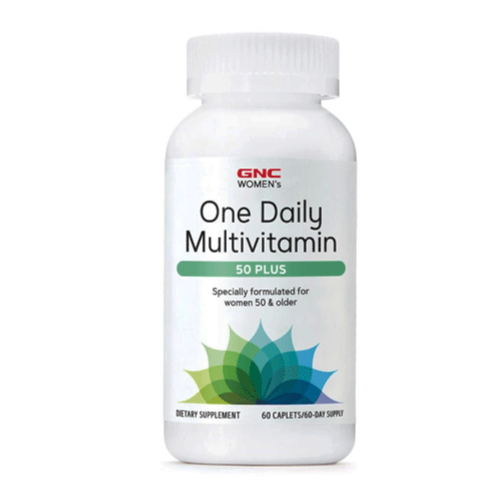 GNC
WOMEN's
One Daily
Multivitamin
50 PLUS
Specially formulated for
women 50 & older
DIETARY SUPPLEMENT 60 CAPLETS/60-DAY SUPPLY